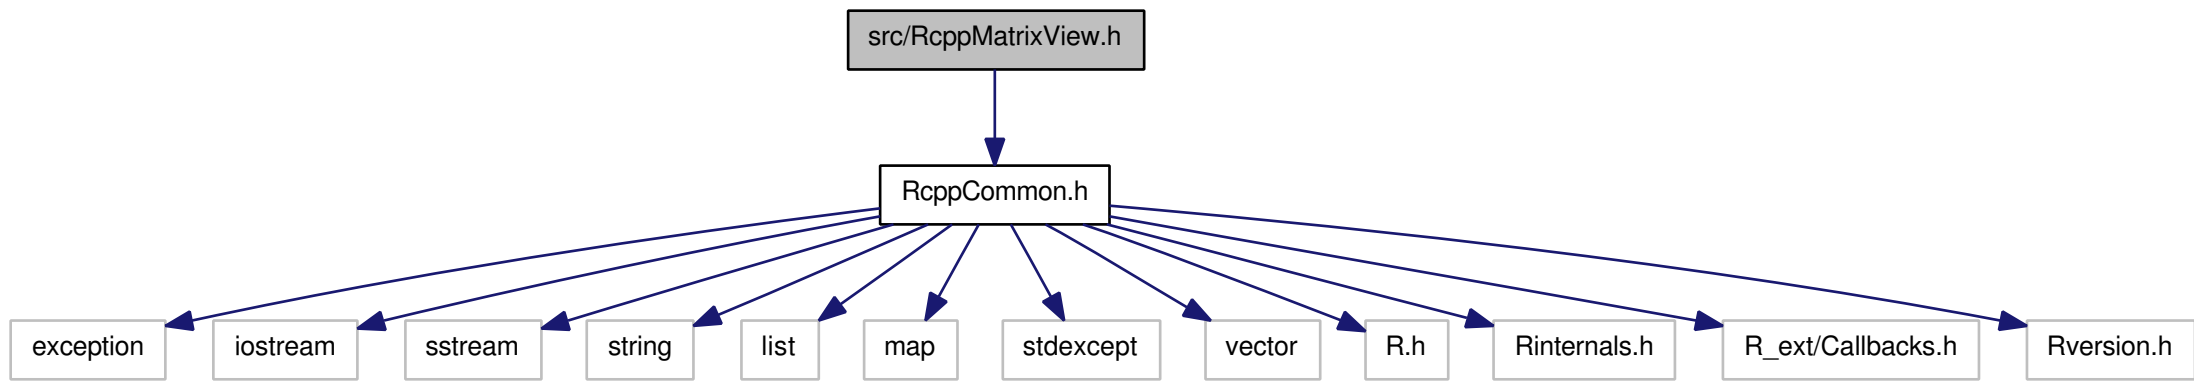 src/RcppMatrixView.h
RcppCommon.h
exception
iostream
sstream
string
list
map
stdexcept
vector
R.h
Rinternals.h
R_ext/Callbacks.h
Rversion.h